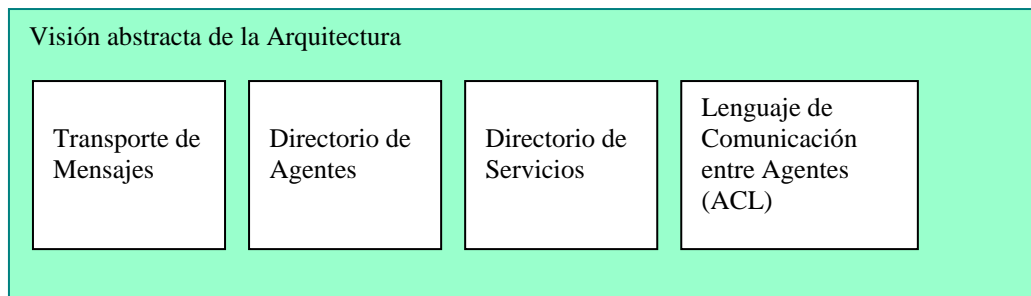 Visión abstracta de la Arquitectura
Transporte de
Mensajes
Directorio de
Agentes
Directorio de
Servicios
Lenguaje de
Comunicación
entre Agentes
(ACL)